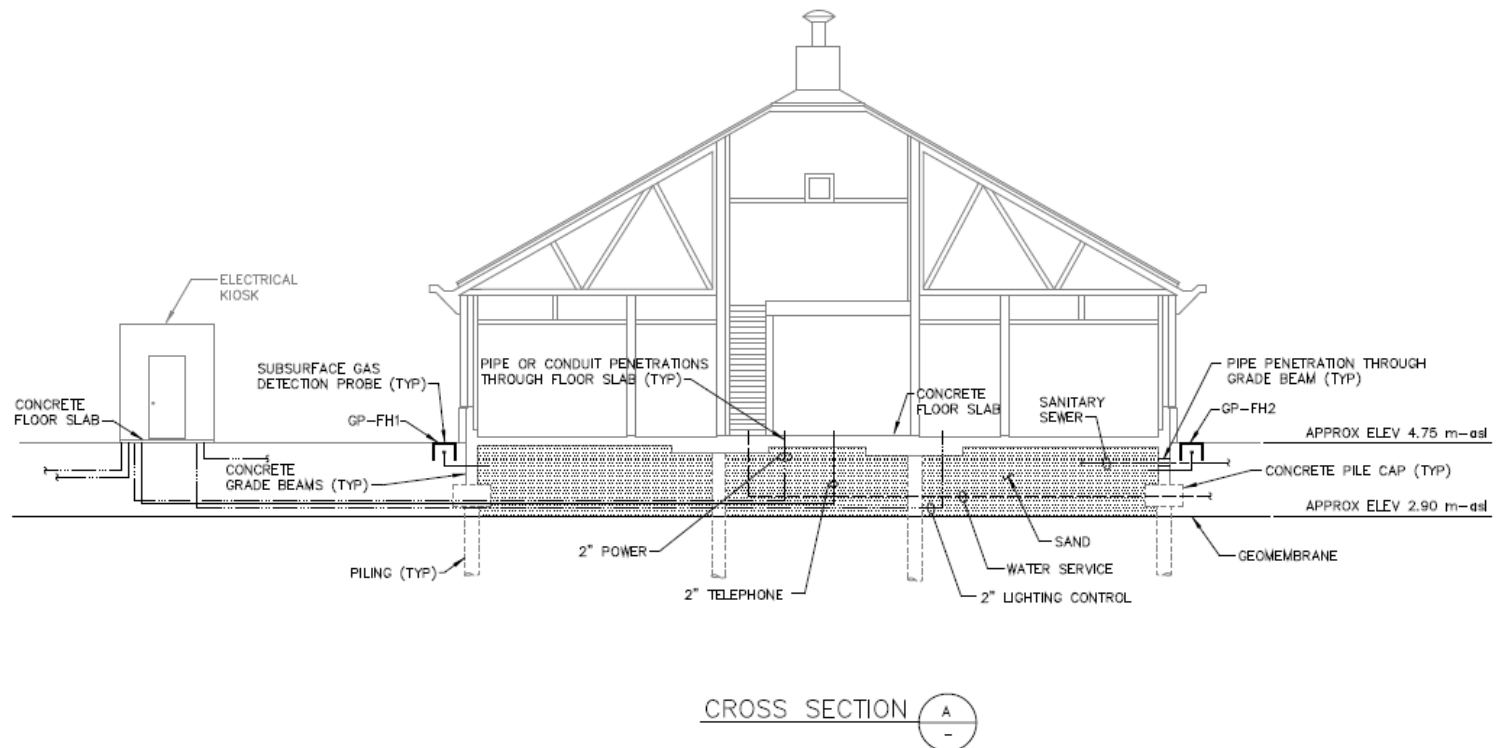 ELECTRICAL
KIOSK
SUBSURFACE GAS
DETECTION PROBE (TYP)
PIPE OR CONDUIT PENETRATIONS
THROUGH FLOOR SLAB (TYP)
PIPE PENETRATION THROUGH
GRADE BEAM (TYP)
CONCRETE
FLOOR SLAB
CONCRETE
FLOOR SLAB
SANITARY
SEWER
GP-FH1
GP-FH2
APPROX ELEV 4.75 m-asl
CONCRETE
GRADE BEAMS (TYP)
CONCRETE PILE CAP (TYP)
APPROX ELEV 2.90 m-asl
2" POWER
SAND
GEOMEMBRANE
PILING (TYP)
WATER SERVICE
2" TELEPHONE
2" LIGHTING CONTROL
CROSS SECTION
A
-